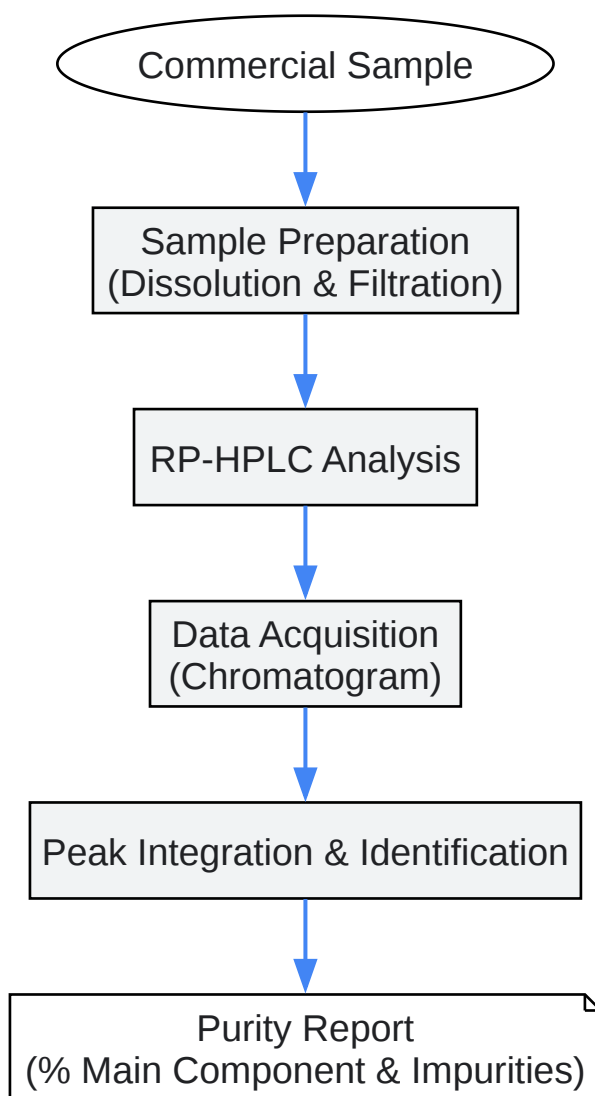 Commercial Sample
Sample Preparation
(Dissolution & Filtration)
RP-HPLC Analysis
Data Acquisition
(Chromatogram)
Peak Integration & Identification
Purity Report
(% Main Component & Impurities)